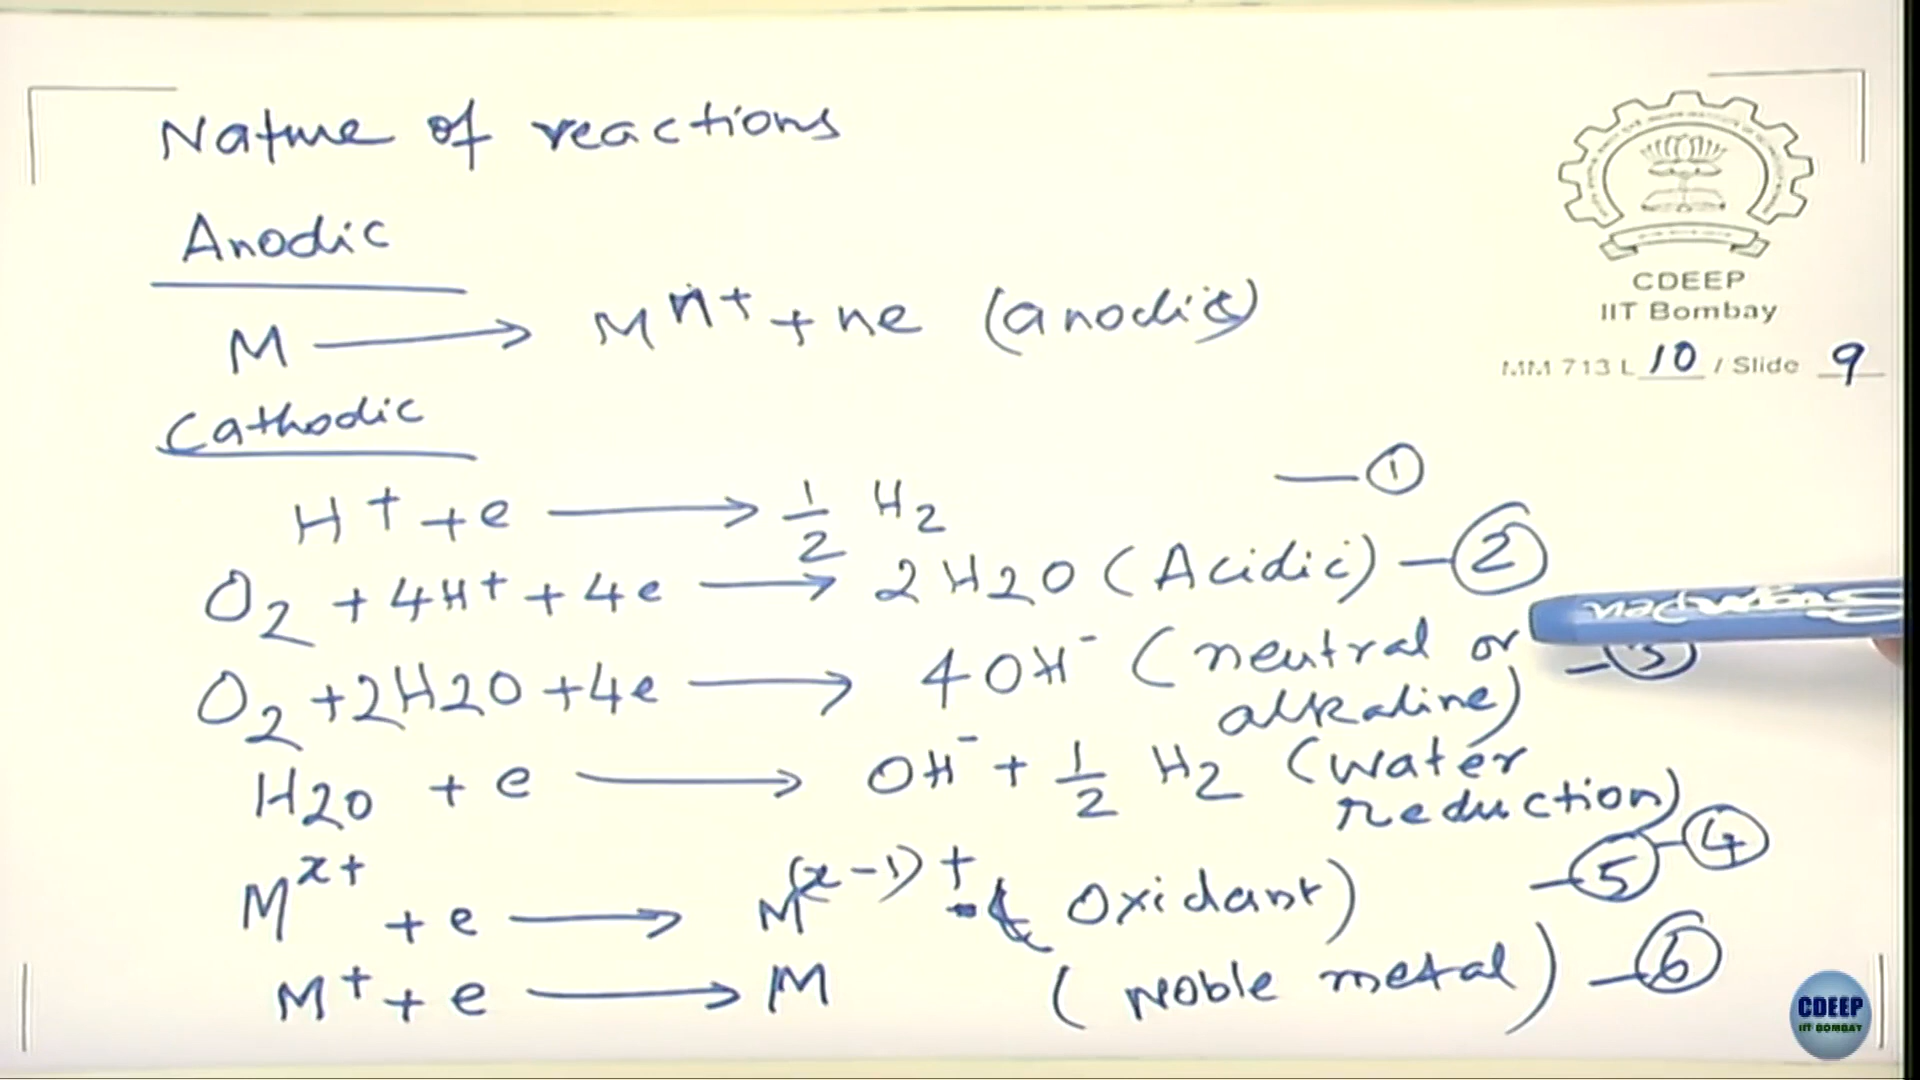 Nature of reactions
Anodic
M ⟶ Mⁿ⁺ + ne (anodic)
Cathodic
H⁺ + e ⟶ 1/2 H₂ — ①
O₂ + 4H⁺ + 4e ⟶ 2H2O (Acidic) — ②
O₂ + 2H2O + 4e ⟶ 4OH⁻ (neutral or
alkaline) — ③
H2O + e ⟶ OH⁻ + 1/2 H₂ (water
reduction) — ④
Mˣ⁺ + e ⟶ M⁽ˣ⁻¹⁾⁺ (Oxidant) — ⑤
M⁺ + e ⟶ M (Noble metal) — ⑥
CDEEP
IIT Bombay
MM 713 L 10 / Slide 9
CDEEP
IIT BOMBAY